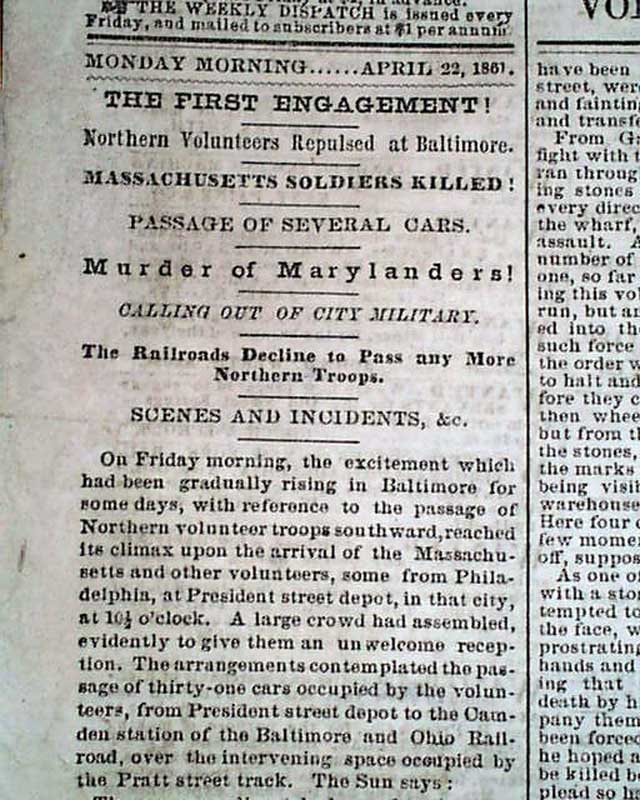 THE WEEKLY DISPATCH is issued every
Friday, and mailed to subscribers at $1 per annum
MONDAY MORNING......APRIL 22, 1861.
THE FIRST ENGAGEMENT!
Northern Volunteers Repulsed at Baltimore.
MASSACHUSETTS SOLDIERS KILLED!
PASSAGE OF SEVERAL CARS.
Murder of Marylanders!
CALLING OUT OF CITY MILITARY.
The Railroads Decline to Pass any More
Northern Troops.
SCENES AND INCIDENTS, &c.
On Friday morning, the excitement which
had been gradually rising in Baltimore for
some days, with reference to the passage of
Northern volunteer troops southward, reached
its climax upon the arrival of the Massachu-
setts and other volunteers, some from Phila-
delphia, at President street depot, in that city,
at 10½ o'clock. A large crowd had assembled,
evidently to give them an unwelcome recep-
tion. The arrangements contemplated the pas-
sage of thirty-one cars occupied by the volun-
teers, from President street depot to the Cam-
den station of the Baltimore and Ohio Rail-
road, over the intervening space occupied by
the Pratt street track. The Sun says:
have been
street, were
and fainting
and transfe
From G
fight with t
ran through
ing stones
every direc
the wharf,
assault. A
number of
one, so far
ing this vol
run, but an
ed into the
such force
the order w
to halt and
fore they c
then whee
but from th
the stones,
the marks
being visit
warehouse
Here four
few momen
off, suppos
As one o
with a ston
tempted to
the face, w
prostrating
hands and
ing that
death by h
pany them
been forced
he hoped a
be killed b
plead so ha